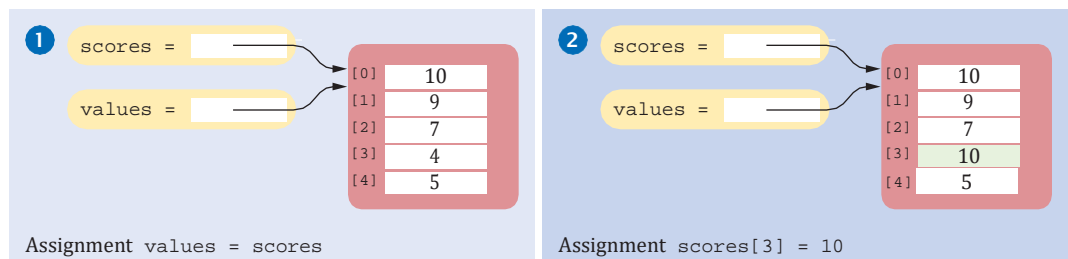 1
scores =
values =
[0] 10
[1] 9
[2] 7
[3] 4
[4] 5
Assignment values = scores
2
scores =
values =
[0] 10
[1] 9
[2] 7
[3] 10
[4] 5
Assignment scores[3] = 10